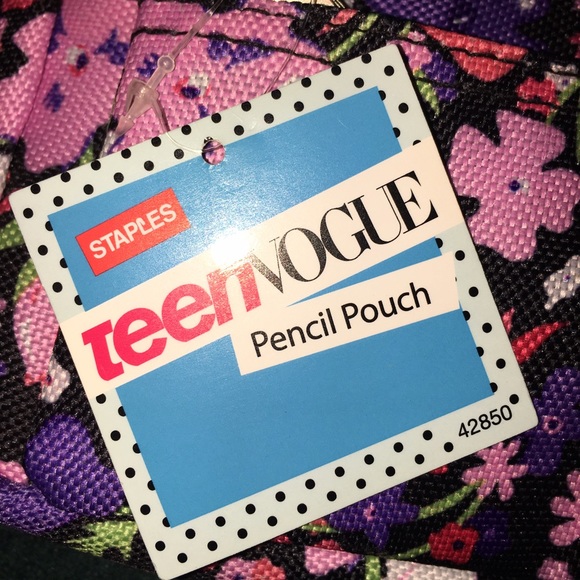 STAPLES
teenVOGUE
Pencil Pouch
42850